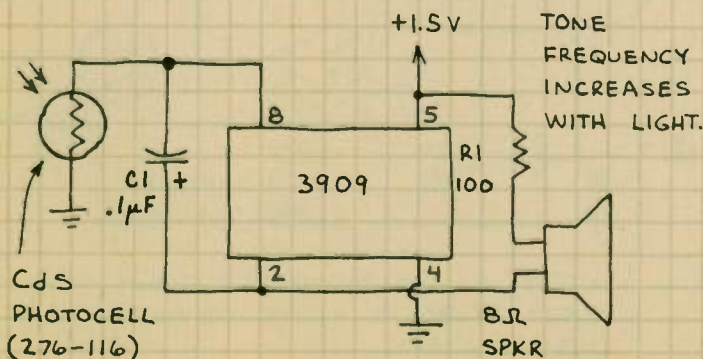 +1.5V
TONE
FREQUENCY
INCREASES
WITH LIGHT.
8
5
C1
+
.1µF
3909
R1
100
2
4
CdS
PHOTOCELL
(276-116)
8Ω
SPKR